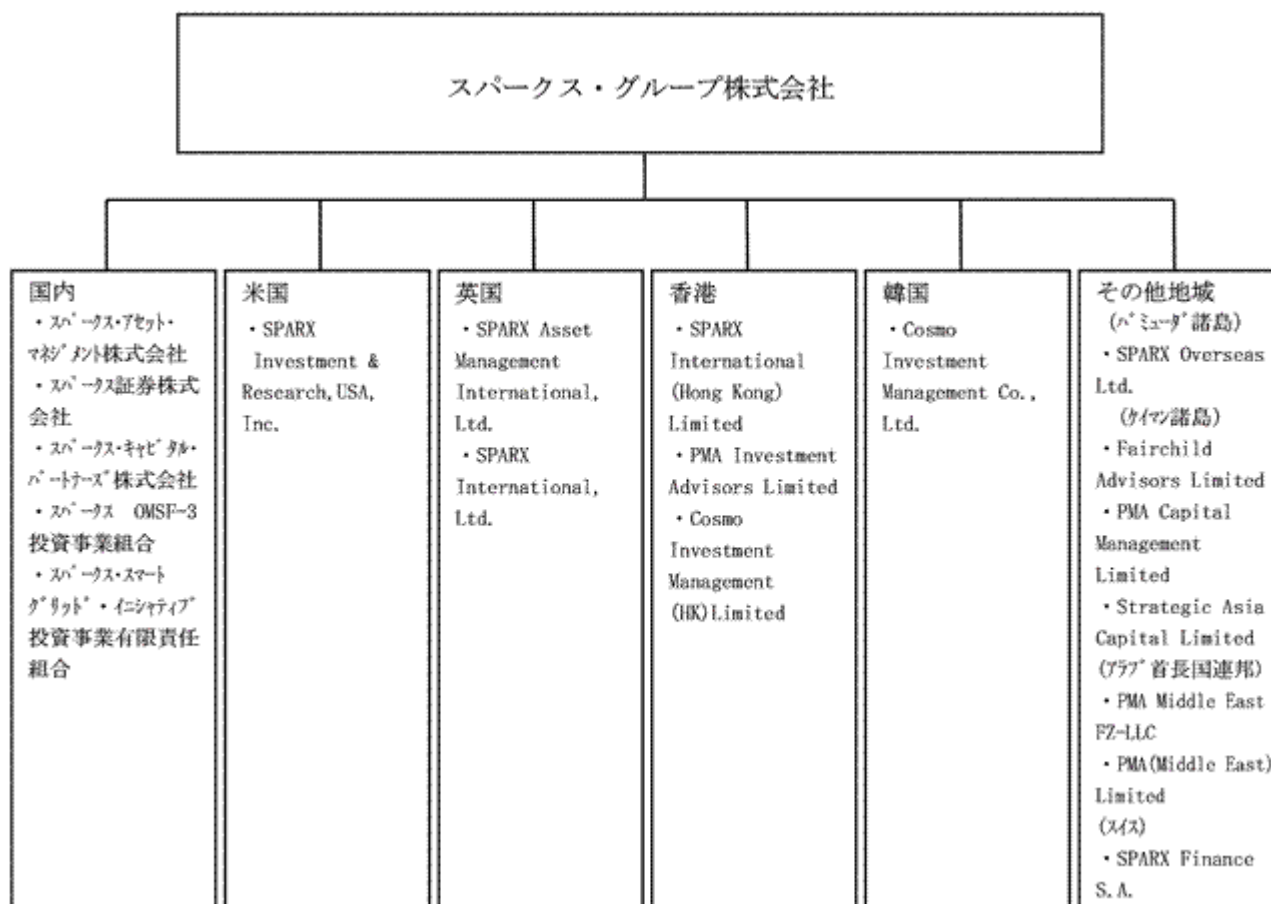 スパークス・グループ株式会社
国内
・スパークス・アセット・
マネジメント株式会社
・スパークス証券株式
会社
・スパークス・キャピタル・
パートナーズ株式会社
・スパークス OMSF-3
投資事業組合
・スパークス・スマート
グリッド・イニシャティブ
投資事業有限責任
組合
米国
・SPARX
Investment &
Research,USA,
Inc.
英国
・SPARX Asset
Management
International,
Ltd.
・SPARX
International,
Ltd.
香港
・SPARX
International
(Hong Kong)
Limited
・PMA Investment
Advisors Limited
・Cosmo
Investment
Management
(HK)Limited
韓国
・Cosmo
Investment
Management Co.,
Ltd.
その他地域
(バミューダ諸島)
・SPARX Overseas
Ltd.
(ケイマン諸島)
・Fairchild
Advisors Limited
・PMA Capital
Management
Limited
・Strategic Asia
Capital Limited
(アラブ首長国連邦)
・PMA Middle East
FZ-LLC
・PMA(Middle East)
Limited
(スイス)
・SPARX Finance
S.A.